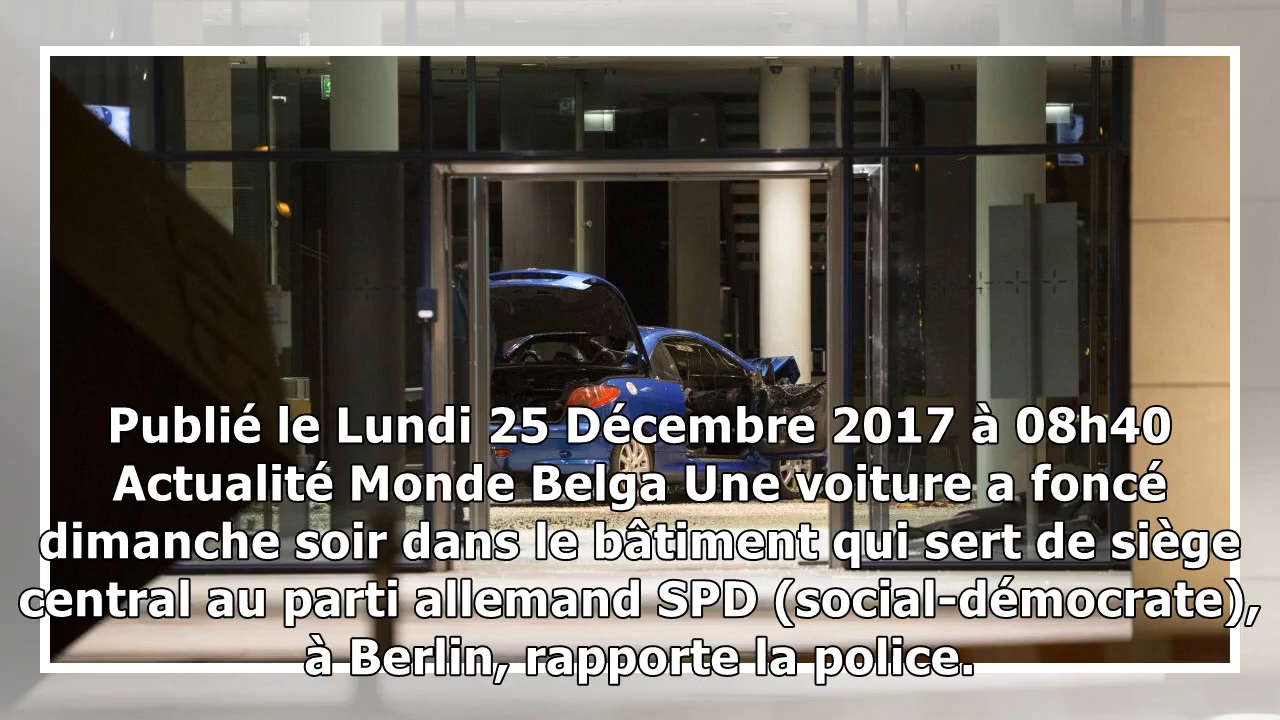 Publié le Lundi 25 Décembre 2017 à 08h40
Actualité Monde Belga Une voiture a foncé
dimanche soir dans le bâtiment qui sert de siège
central au parti allemand SPD (social-démocrate),
à Berlin, rapporte la police.